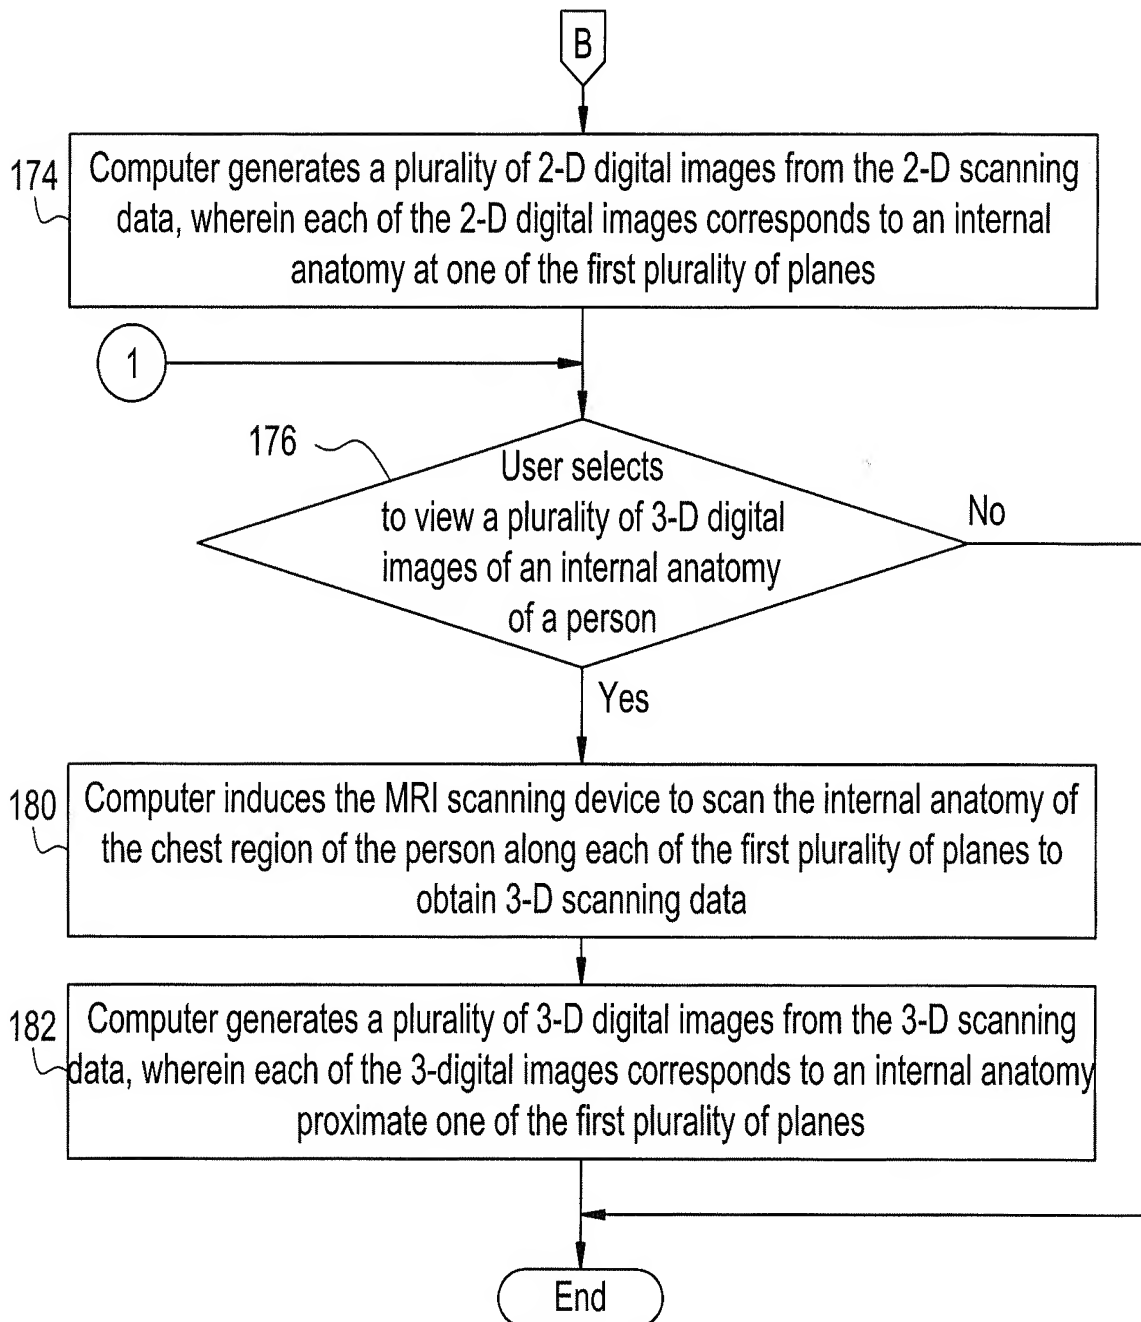 B
174
Computer generates a plurality of 2-D digital images from the 2-D scanning
data, wherein each of the 2-D digital images corresponds to an internal
anatomy at one of the first plurality of planes
1
176
User selects
to view a plurality of 3-D digital
images of an internal anatomy
of a person
No
Yes
180
Computer induces the MRI scanning device to scan the internal anatomy of
the chest region of the person along each of the first plurality of planes to
obtain 3-D scanning data
182
Computer generates a plurality of 3-D digital images from the 3-D scanning
data, wherein each of the 3-digital images corresponds to an internal anatomy
proximate one of the first plurality of planes
End